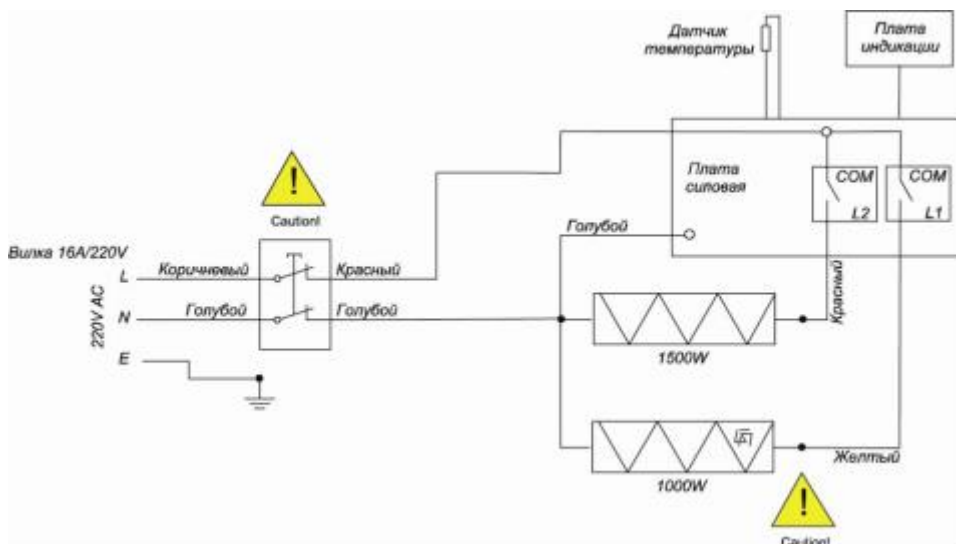 Датчик
температуры
Плата
индикации
Плата
силовая
COM
L2
COM
L1
!
Caution!
Голубой
Вилка 16А/220V
L
Коричневый
Красный
220V AC
N
Голубой
Голубой
E
Красный
1500W
Желтый
1000W
!
Caution!